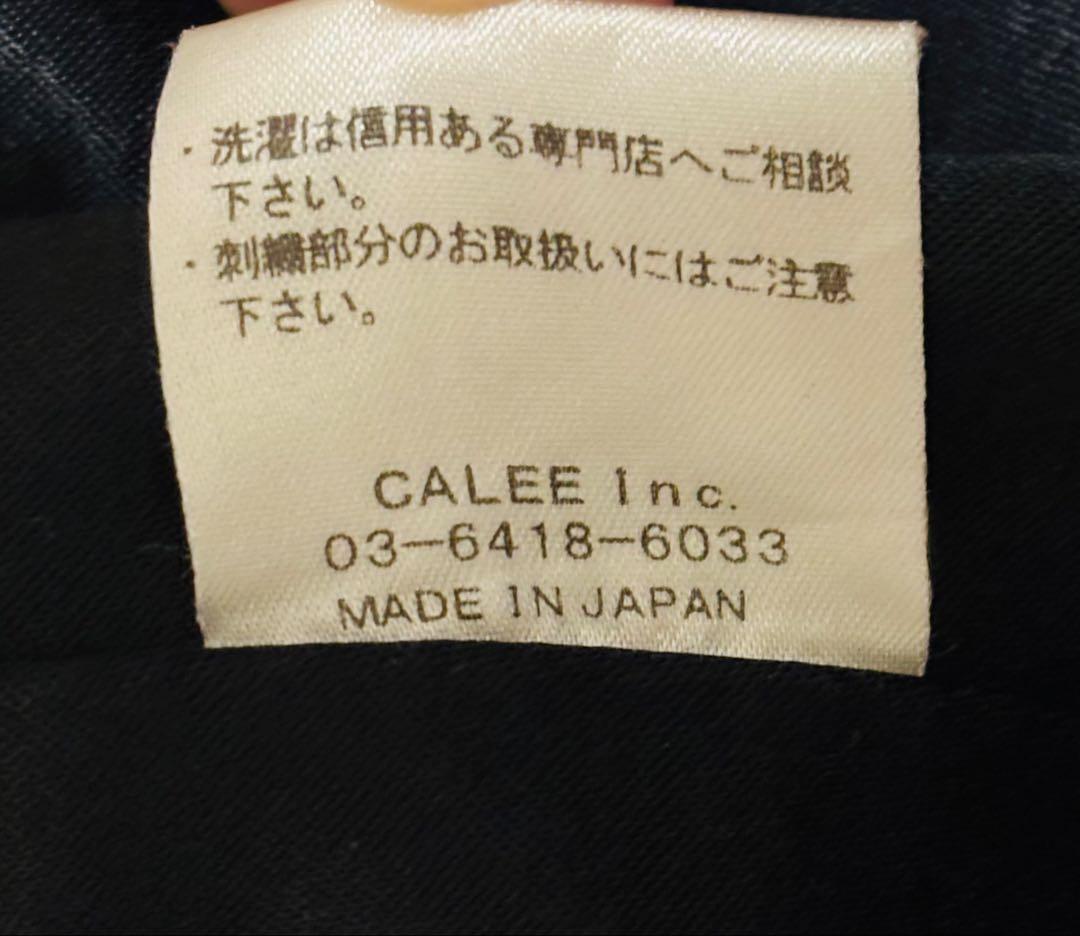 ・洗濯は信用ある専門店へご相談
下さい。
・刺繍部分のお取扱いにはご注意
下さい。
CALEE Inc.
03-6418-6033
MADE IN JAPAN